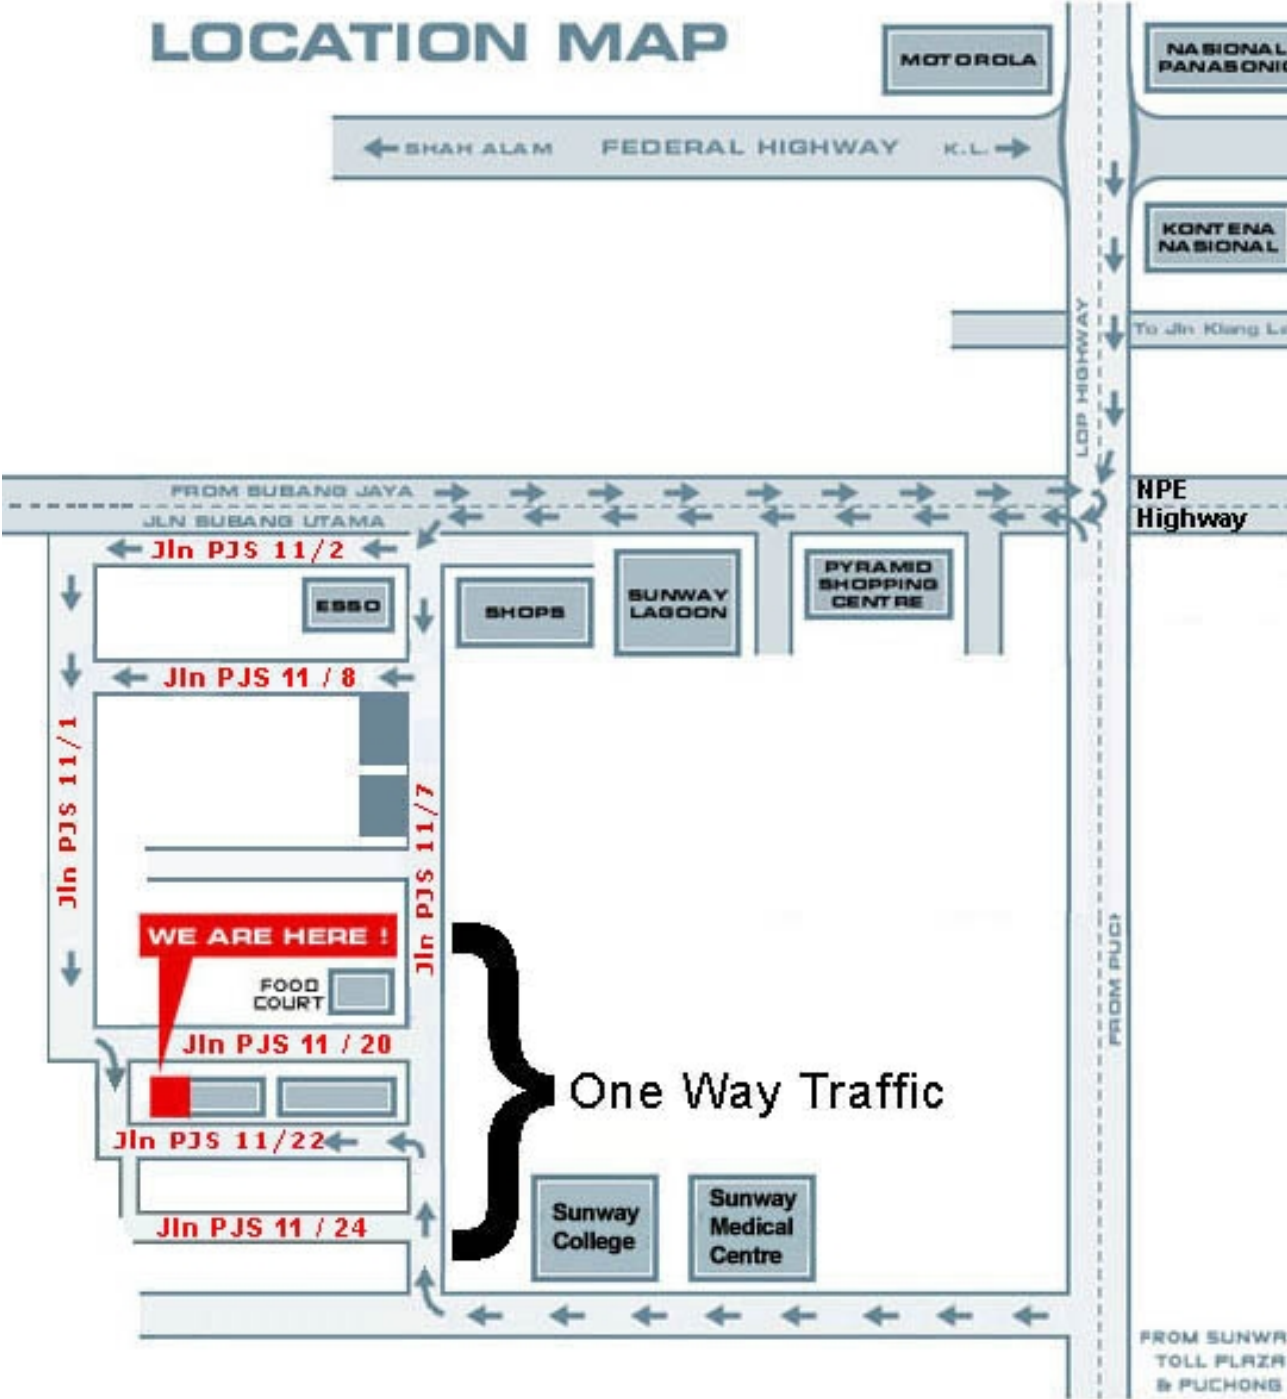 LOCATION MAP
MOTOROLA
NASIONAL
PANASONIC
SHAH ALAM FEDERAL HIGHWAY K.L.
KONTENA
NASIONAL
To Jln Klang
LDP HIGHWAY
FROM SUBANG JAYA
NPE
Highway
JLN SUBANG UTAMA
Jln PJS 11/2
ESSO
SHOPS
SUNWAY
LAGOON
PYRAMID
SHOPPING
CENTRE
Jln PJS 11 / 8
Jln PJS 11/1
Jln PJS 11/7
WE ARE HERE !
FOOD
COURT
FROM
Jln PJS 11 / 20
One Way Traffic
Jln PJS 11/22
Sunway
College
Sunway
Medical
Centre
Jln PJS 11 / 24
FROM SUNWA
TOLL PLAZA
& PUCHONG